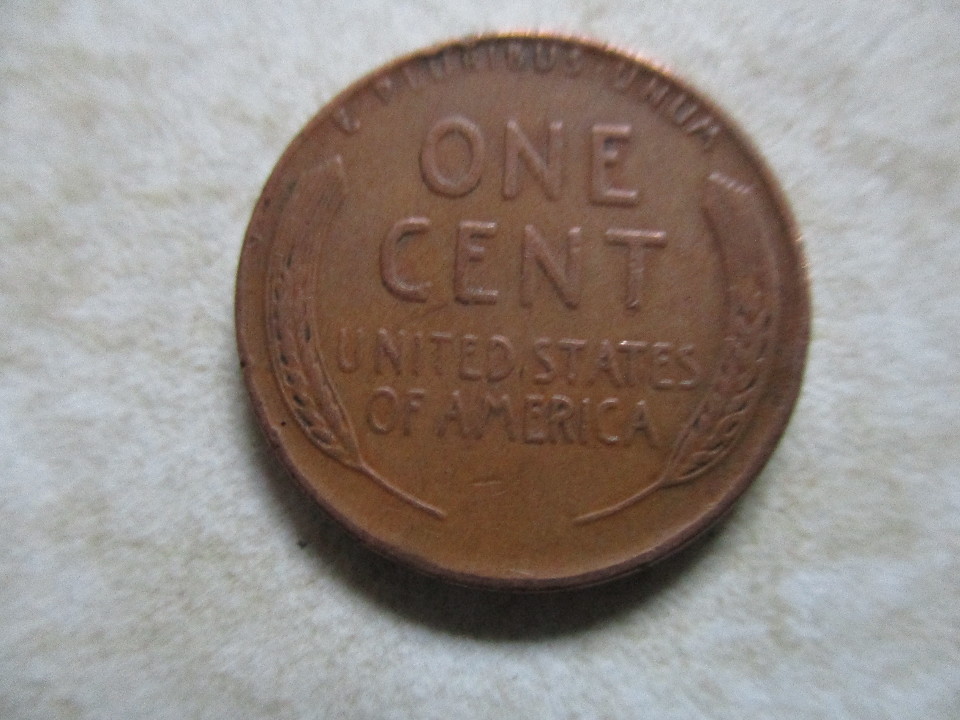 E PLURIBUS UNUM
ONE
CENT
UNITED STATES
OF AMERICA